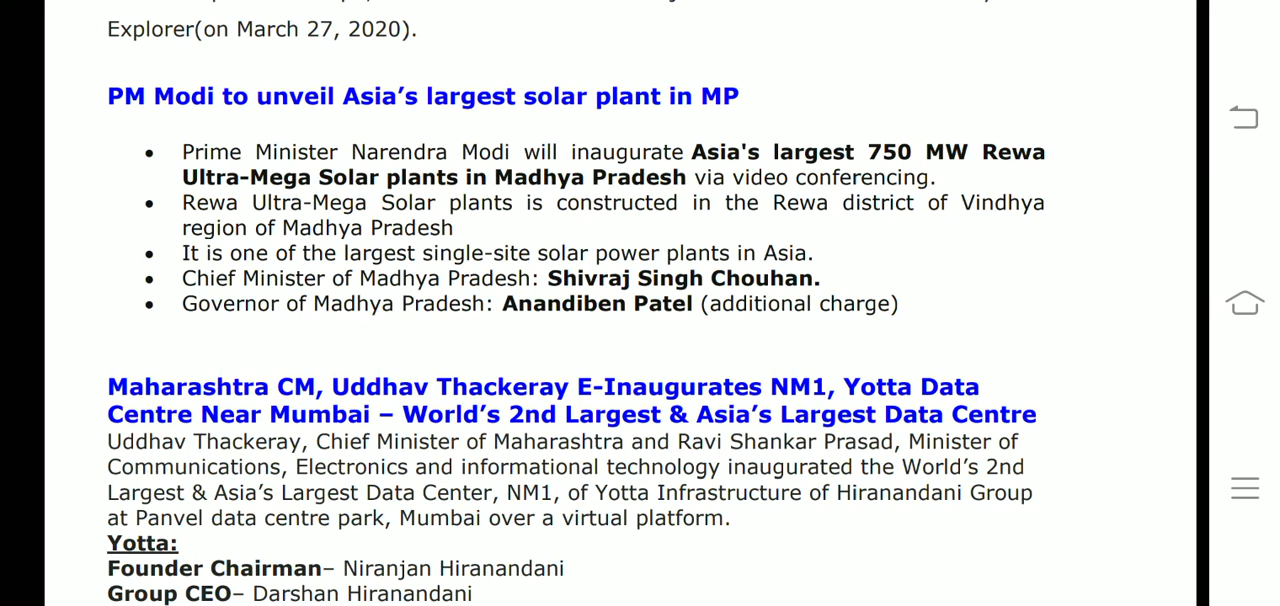 Explorer(on March 27, 2020).
PM Modi to unveil Asia's largest solar plant in MP
• Prime Minister Narendra Modi will inaugurate Asia's largest 750 MW Rewa
Ultra-Mega Solar plants in Madhya Pradesh via video conferencing.
• Rewa Ultra-Mega Solar plants is constructed in the Rewa district of Vindhya
region of Madhya Pradesh
• It is one of the largest single-site solar power plants in Asia.
• Chief Minister of Madhya Pradesh: Shivraj Singh Chouhan.
• Governor of Madhya Pradesh: Anandiben Patel (additional charge)
Maharashtra CM, Uddhav Thackeray E-Inaugurates NM1, Yotta Data
Centre Near Mumbai – World's 2nd Largest & Asia's Largest Data Centre
Uddhav Thackeray, Chief Minister of Maharashtra and Ravi Shankar Prasad, Minister of
Communications, Electronics and informational technology inaugurated the World's 2nd
Largest & Asia's Largest Data Center, NM1, of Yotta Infrastructure of Hiranandani Group
at Panvel data centre park, Mumbai over a virtual platform.
Yotta:
Founder Chairman– Niranjan Hiranandani
Group CEO– Darshan Hiranandani